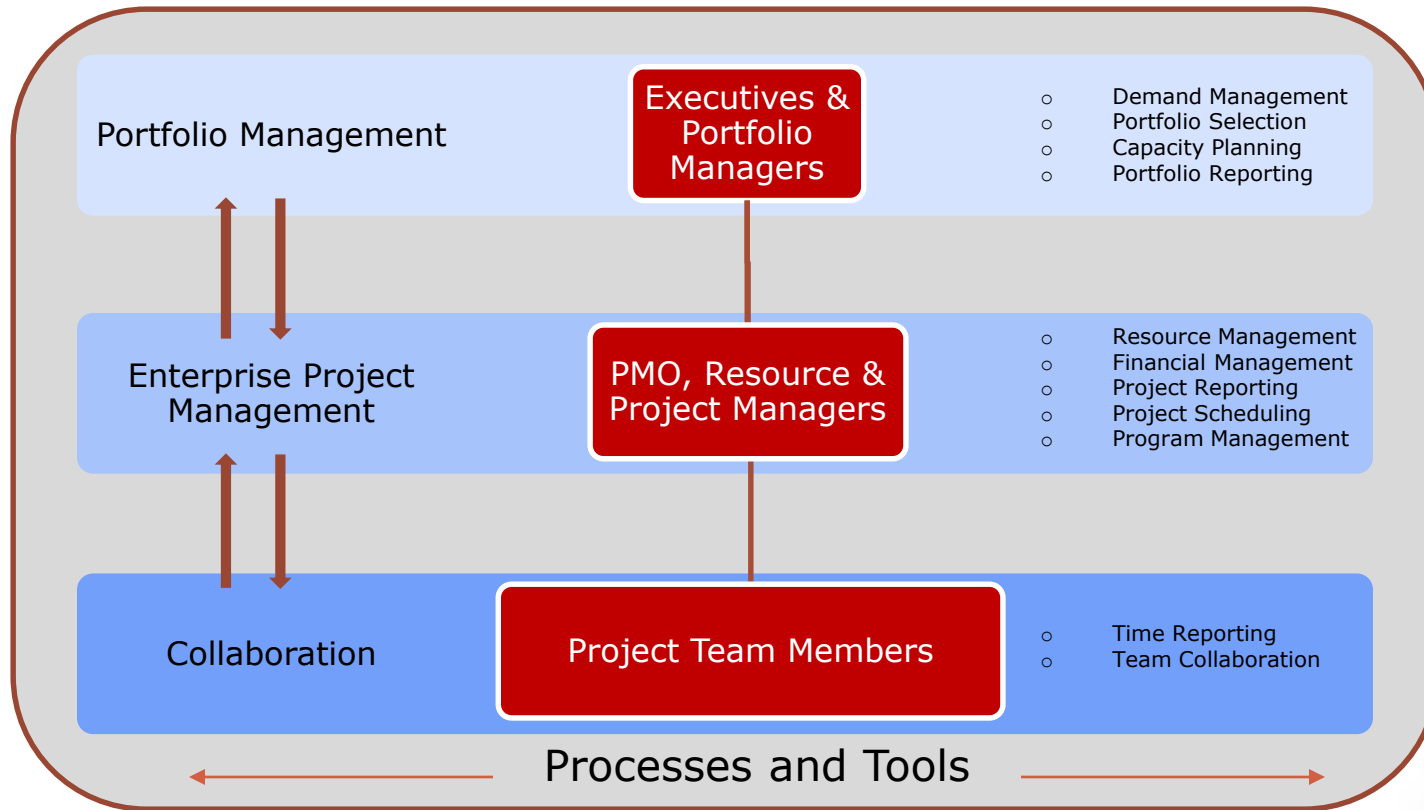 Portfolio Management
Executives &
Portfolio
Managers
o Demand Management
o Portfolio Selection
o Capacity Planning
o Portfolio Reporting
Enterprise Project
Management
PMO, Resource &
Project Managers
o Resource Management
o Financial Management
o Project Reporting
o Project Scheduling
o Program Management
Collaboration
Project Team Members
o Time Reporting
o Team Collaboration
Processes and Tools